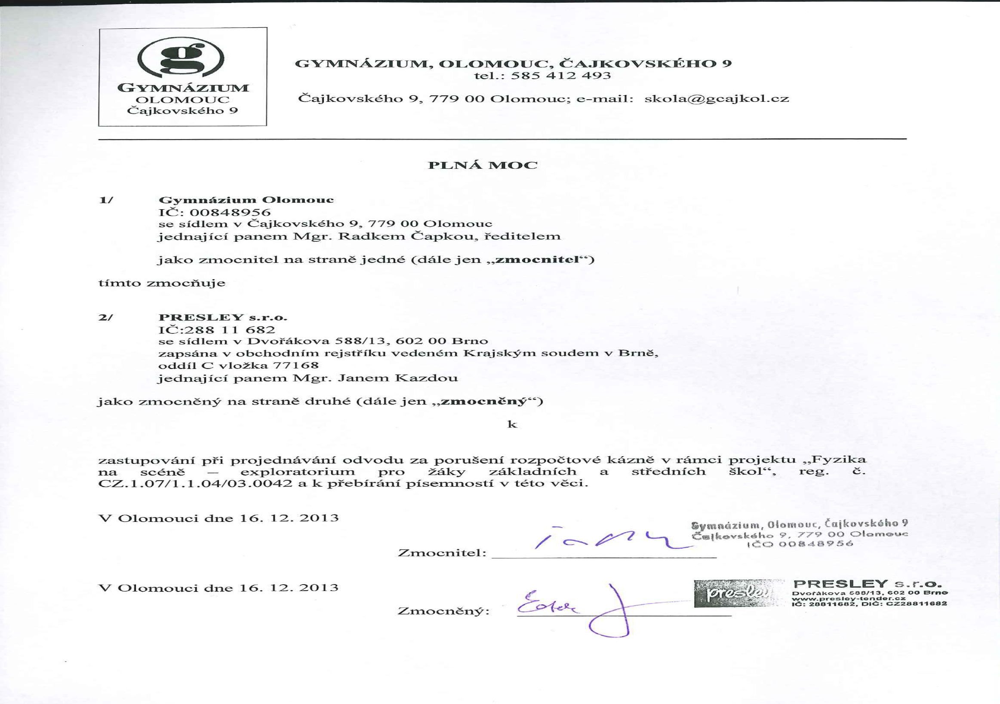 g
GYMNÁZIUM
OLOMOUC
Čajkovského 9
GYMNÁZIUM, OLOMOUC, ČAJKOVSKÉHO 9
tel.: 585 412 493
Čajkovského 9, 779 00 Olomouc; e-mail: skola@gcajkol.cz
PLNÁ MOC
1/ Gymnázium Olomouc
IČ: 00848956
se sídlem v Čajkovského 9, 779 00 Olomouc
jednající panem Mgr. Radkem Čapkou, ředitelem
jako zmocnitel na straně jedné (dále jen „zmocnitel“)
tímto zmocňuje
2/ PRESLEY s.r.o.
IČ:288 11 682
se sídlem v Dvořákova 588/13, 602 00 Brno
zapsána v obchodním rejstříku vedeném Krajským soudem v Brně,
oddíl C vložka 77168
jednající panem Mgr. Janem Kazdou
jako zmocněný na straně druhé (dále jen „zmocněný“)
k
zastupování při projednávání odvodu za porušení rozpočtové kázně v rámci projektu „Fyzika
na scéně – exploratorium pro žáky základních a středních škol“, reg. č.
CZ.1.07/1.1.04/03.0042 a k přebírání písemností v této věci.
V Olomouci dne 16. 12. 2013
Gymnázium, Olomouc, Čajkovského 9
Čajkovského 9, 779 00 Olomouc
IČO 00848956
Zmocnitel:
V Olomouci dne 16. 12. 2013
presley
PRESLEY s.r.o.
Dvořákova 588/13, 602 00 Brno
www.presley-tender.cz
IČ: 28811682, DIČ: CZ28811682
Zmocněný: